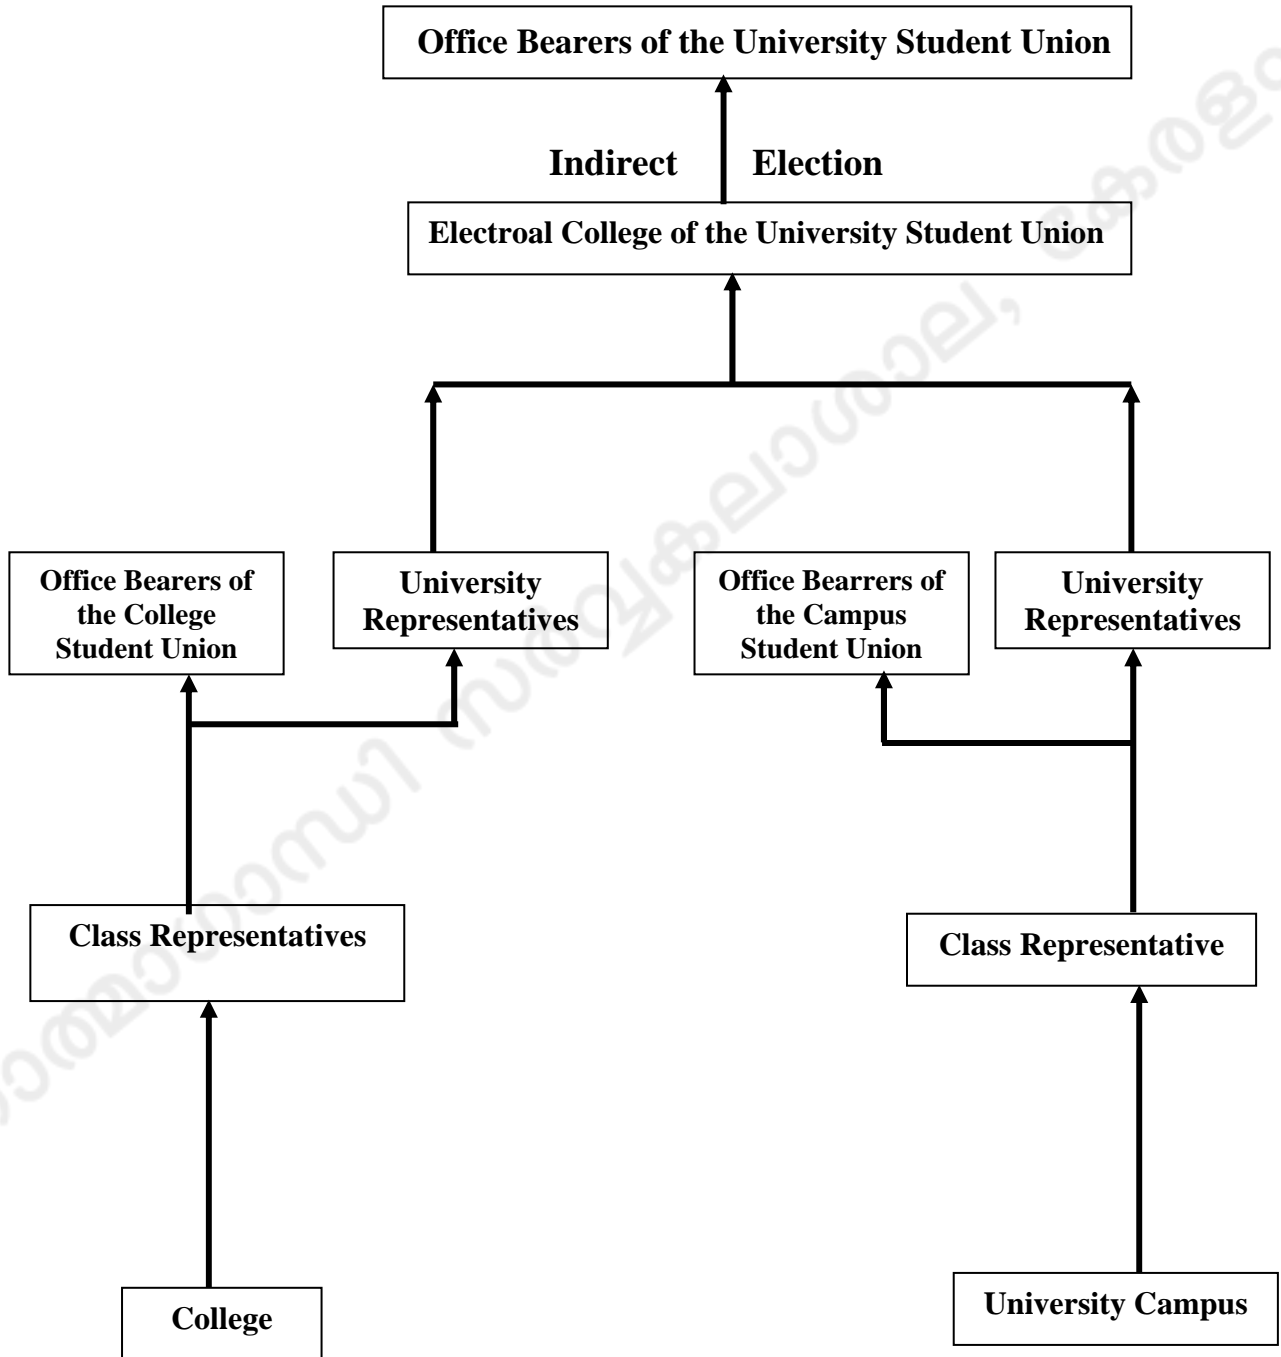 Office Bearers of the University Student Union
Indirect Election
Electroal College of the University Student Union
Office Bearers of
the College
Student Union
University
Representatives
Office Bearrers of
the Campus
Student Union
University
Representatives
Class Representatives
Class Representative
College
University Campus